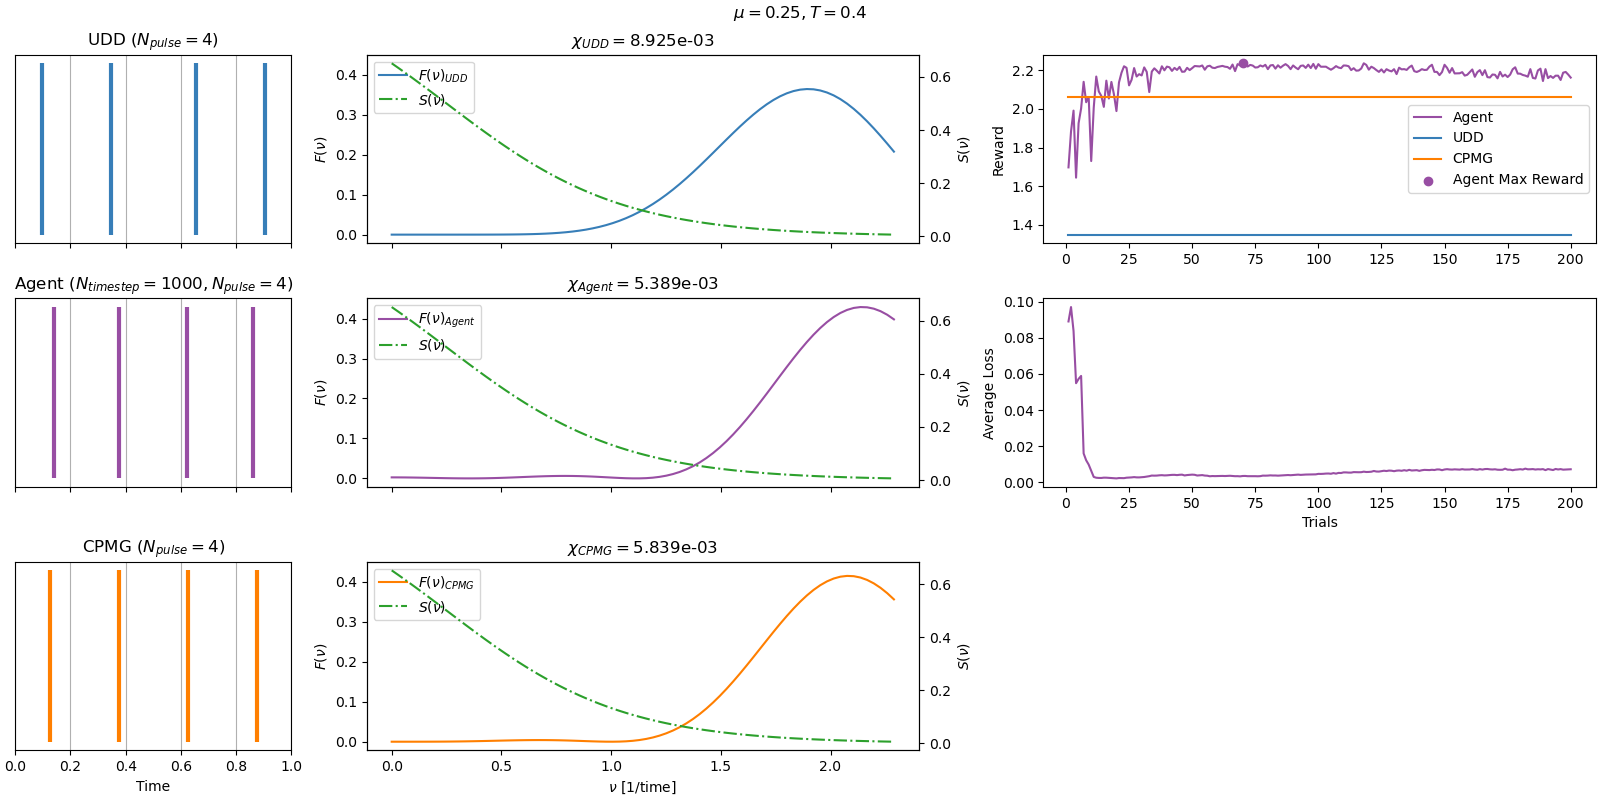 μ = 0.25, T = 0.4
UDD (N_pulse = 4)
χ_UDD = 8.925e-03
0.4
0.3
0.2
0.1
0.0
F(ν)
F(ν)_UDD
S(ν)
0.6
0.4
0.2
0.0
S(ν)
2.2
2.0
1.8
1.6
1.4
Reward
Agent
UDD
CPMG
Agent Max Reward
0 25 50 75 100 125 150 175 200
Agent (N_timestep = 1000, N_pulse = 4)
χ_Agent = 5.389e-03
0.4
0.3
0.2
0.1
0.0
F(ν)
F(ν)_Agent
S(ν)
0.6
0.4
0.2
0.0
S(ν)
0.10
0.08
0.06
0.04
0.02
0.00
Average Loss
0 25 50 75 100 125 150 175 200
Trials
CPMG (N_pulse = 4)
0.0 0.2 0.4 0.6 0.8 1.0
Time
χ_CPMG = 5.839e-03
0.4
0.3
0.2
0.1
0.0
F(ν)
F(ν)_CPMG
S(ν)
0.6
0.4
0.2
0.0
S(ν)
0.0 0.5 1.0 1.5 2.0
ν [1/time]